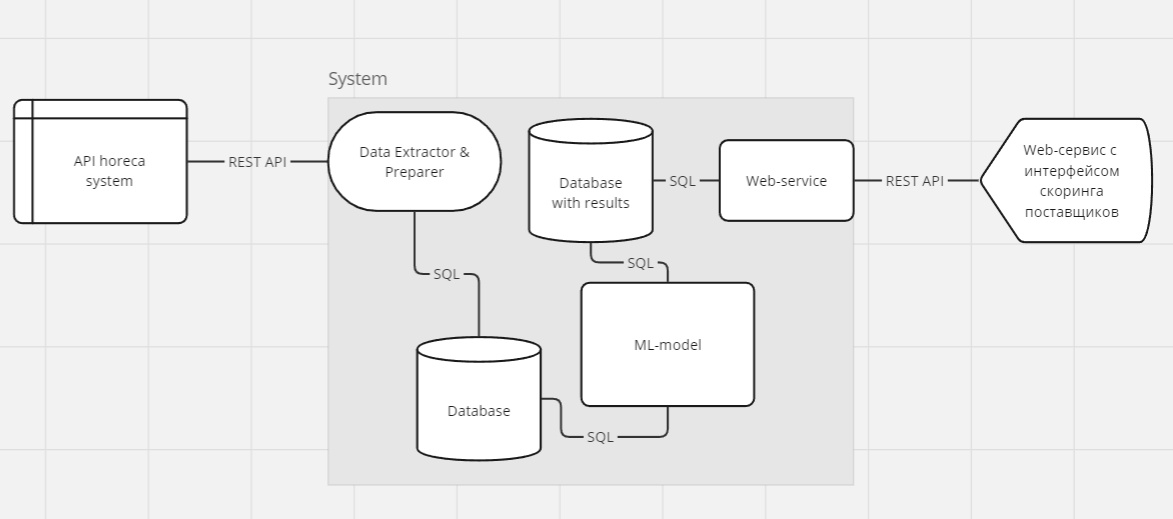 System
API horeca
system
REST API
Data Extractor &
Preparer
SQL
Database
SQL
ML-model
SQL
Database
with results
SQL
Web-service
REST API
Web-сервис с
интерфейсом
скоринга
поставщиков